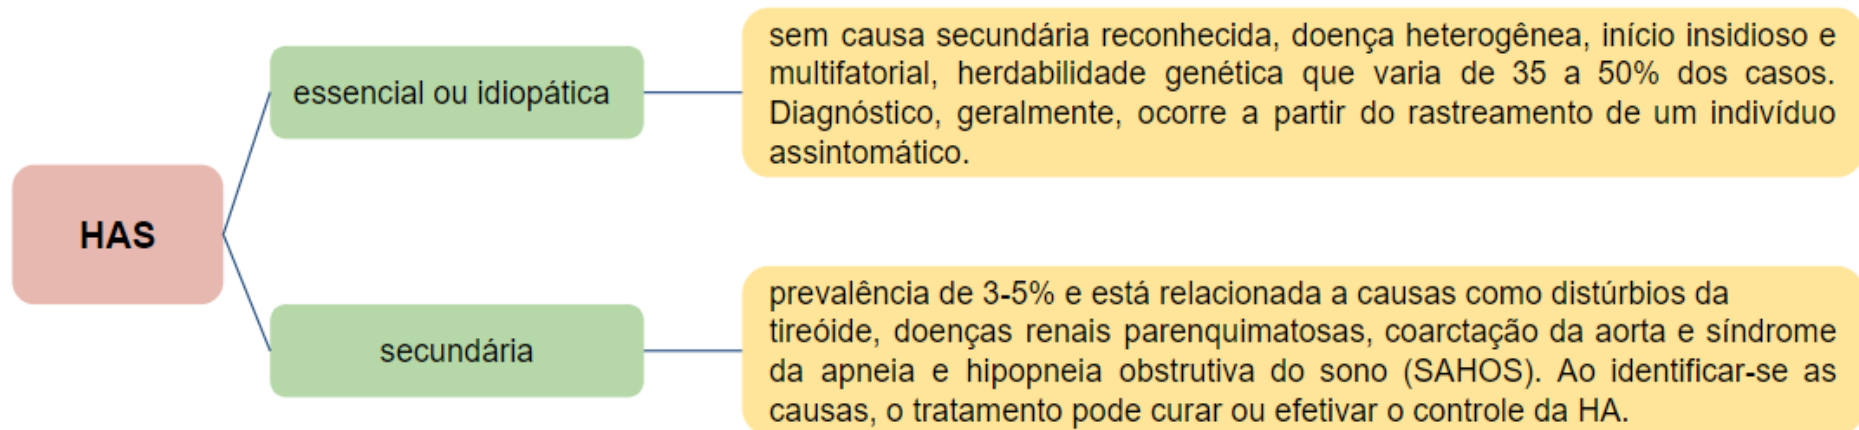 sem causa secundária reconhecida, doença heterogênea, início insidioso e
multifatorial, herdabilidade genética que varia de 35 a 50% dos casos.
Diagnóstico, geralmente, ocorre a partir do rastreamento de um indivíduo
assintomático.
essencial ou idiopática
HAS
secundária
prevalência de 3-5% e está relacionada a causas como distúrbios da
tireóide, doenças renais parenquimatosas, coarctação da aorta e síndrome
da apneia e hipopneia obstrutiva do sono (SAHOS). Ao identificar-se as
causas, o tratamento pode curar ou efetivar o controle da HA.